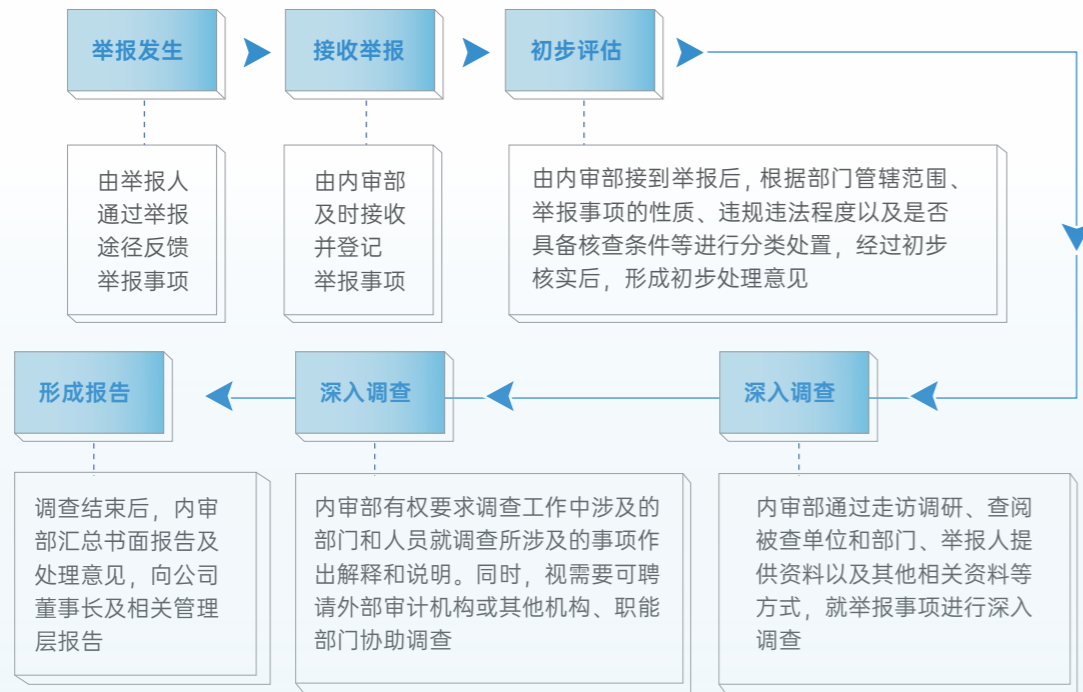 举报发生
接收举报
初步评估
由举报人
通过举报
途径反馈
举报事项
由内审部
及时接收
并登记
举报事项
由内审部接到举报后，根据部门管辖范围、
举报事项的性质、违规违法程度以及是否
具备核查条件等进行分类处置，经过初步
核实后，形成初步处理意见
形成报告
深入调查
深入调查
调查结束后，内审
部汇总书面报告及
处理意见，向公司
董事长及相关管理
层报告
内审部有权要求调查工作中涉及的
部门和人员就调查所涉及的事项作
出解释和说明。同时，视需要可聘
请外部审计机构或其他机构、职能
部门协助调查
内审部通过走访调研、查阅
被查单位和部门、举报人提
供资料以及其他相关资料等
方式，就举报事项进行深入
调查